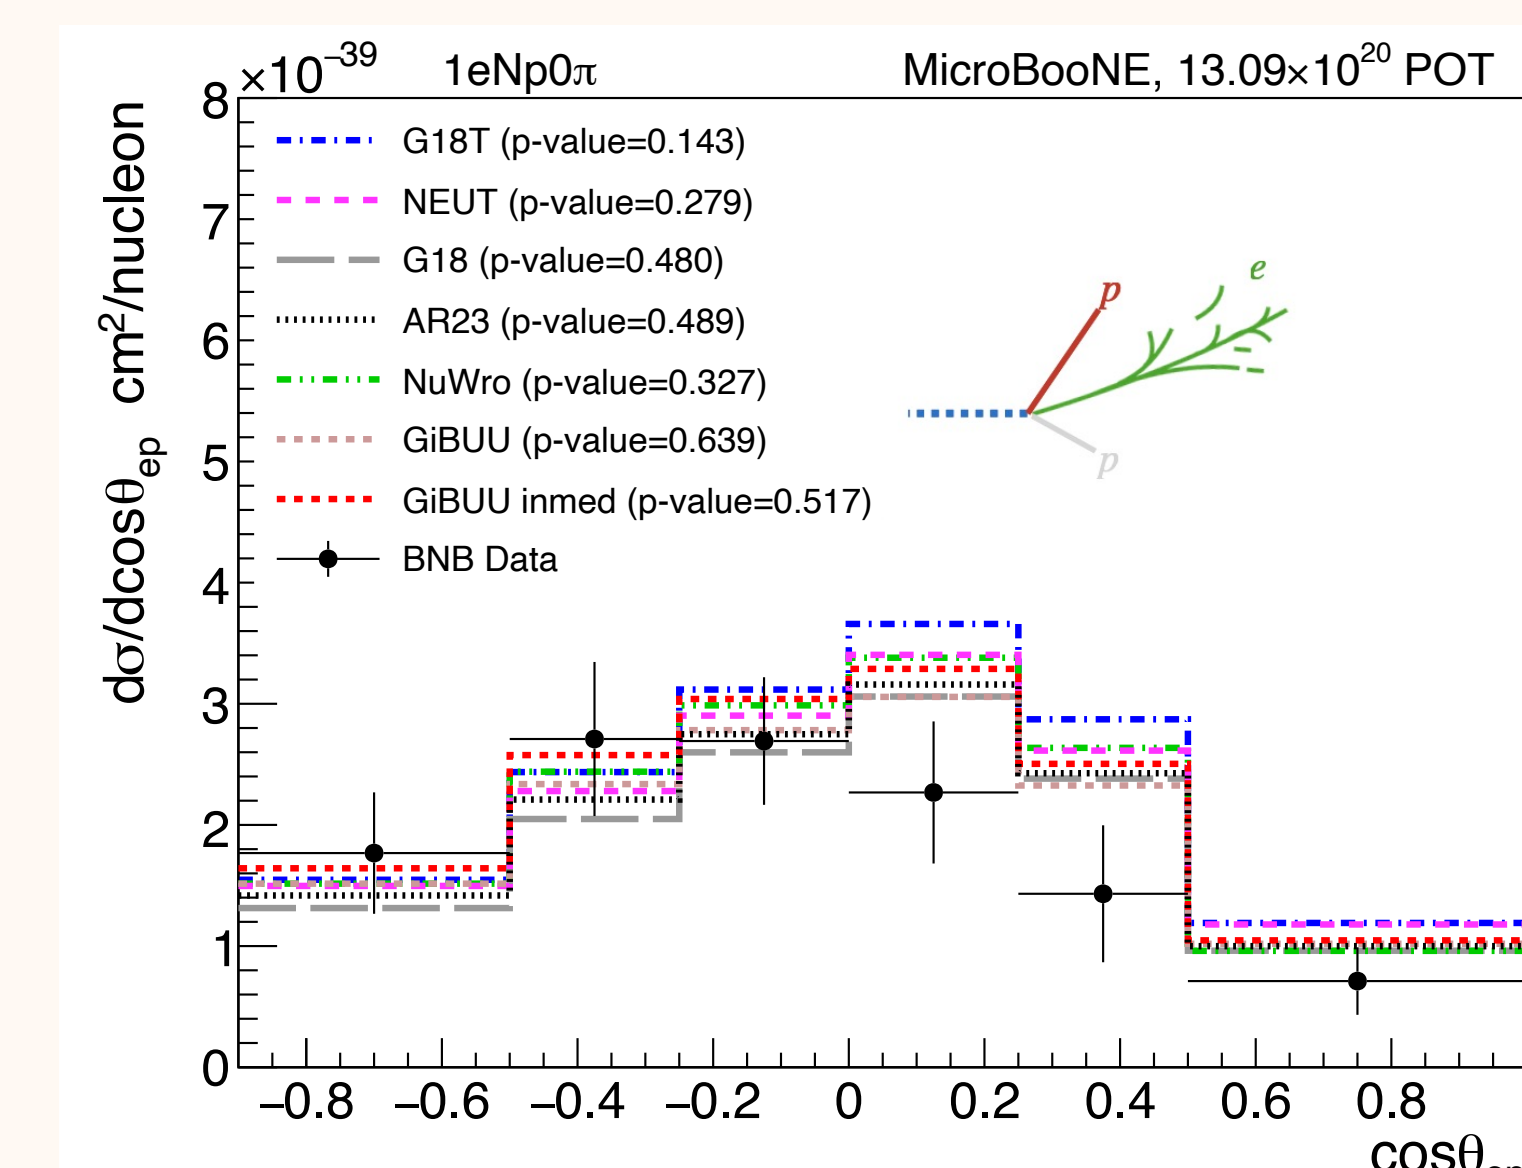 ×10⁻³⁹ 1eNp0π MicroBooNE, 13.09×10²⁰ POT
dσ/dcosθ_ep cm²/nucleon
8
7
6
5
4
3
2
1
0
G18T (p-value=0.143)
NEUT (p-value=0.279)
G18 (p-value=0.480)
AR23 (p-value=0.489)
NuWro (p-value=0.327)
GiBUU (p-value=0.639)
GiBUU inmed (p-value=0.517)
BNB Data
e
p
p
−0.8 −0.6 −0.4 −0.2 0 0.2 0.4 0.6 0.8